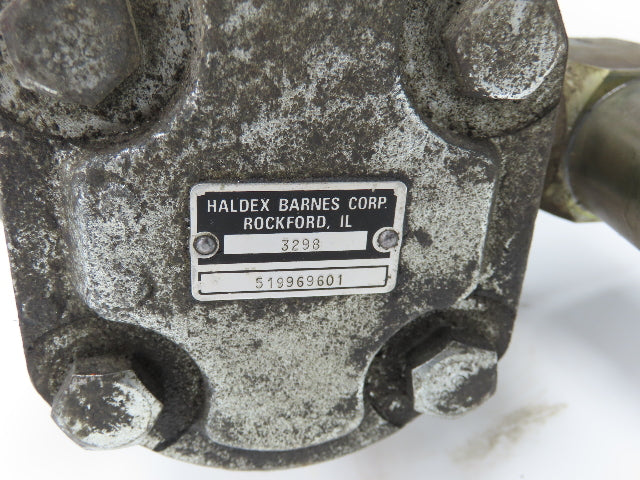 HALDEX BARNES CORP.
ROCKFORD, IL
3298
519969601